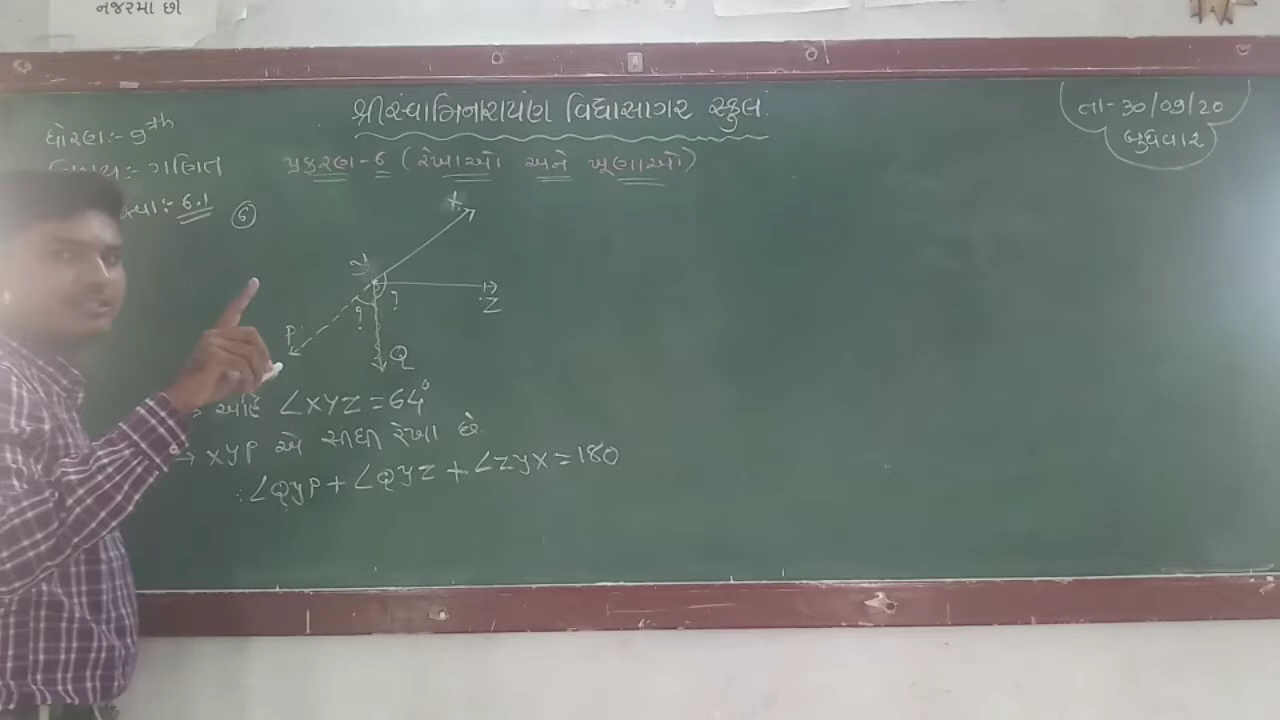 નજરમાં છો
શ્રી સ્વામિનારાયણ વિદ્યાસાગર સ્કુલ
તા- 30/09/20
બુધવાર
ધોરણ:- 9th
વિષય:- ગણિત
પ્રકરણ-6 (રેખાઓ અને ખૂણાઓ)
6.1
6
X
Y
Z
?
?
P
Q
∠XYZ = 64°
→ XYP એ સીધી રેખા છે
∴ ∠QYP + ∠QYZ + ∠ZYX = 180